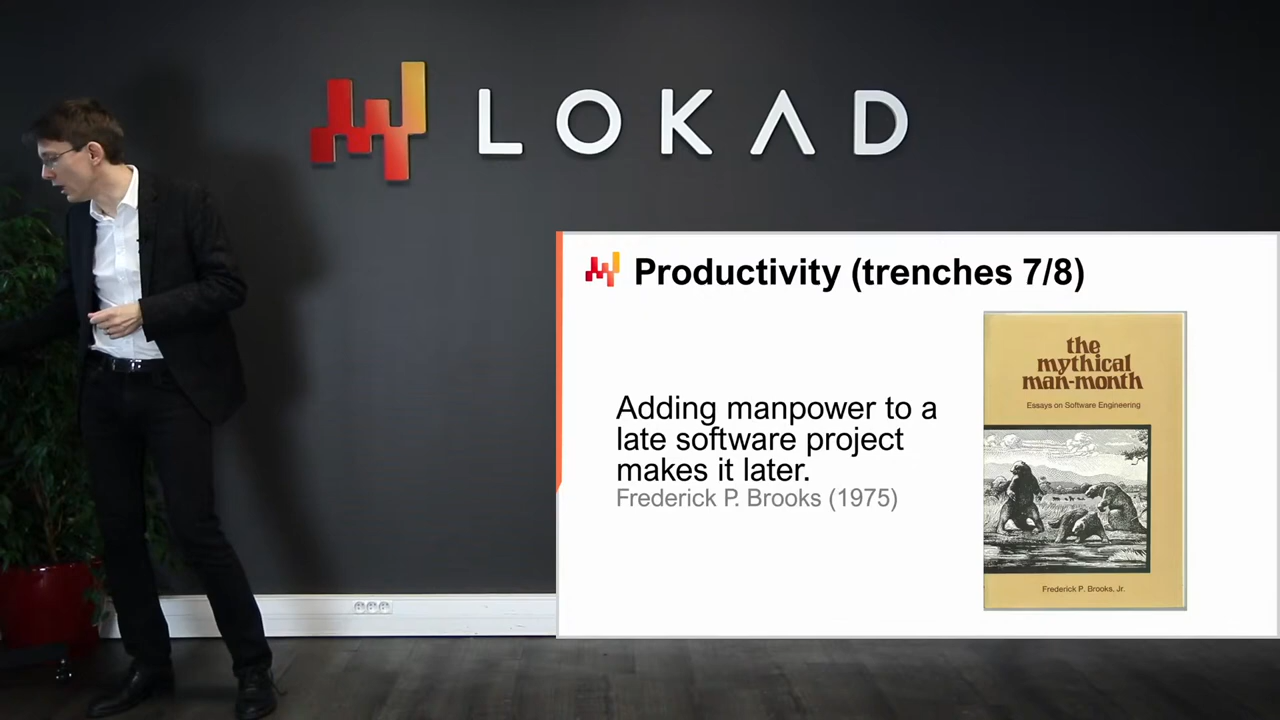 LOKAD
Productivity (trenches 7/8)
Adding manpower to a
late software project
makes it later.
Frederick P. Brooks (1975)
the
mythical
man-month
Essays on Software Engineering
Frederick P. Brooks, Jr.